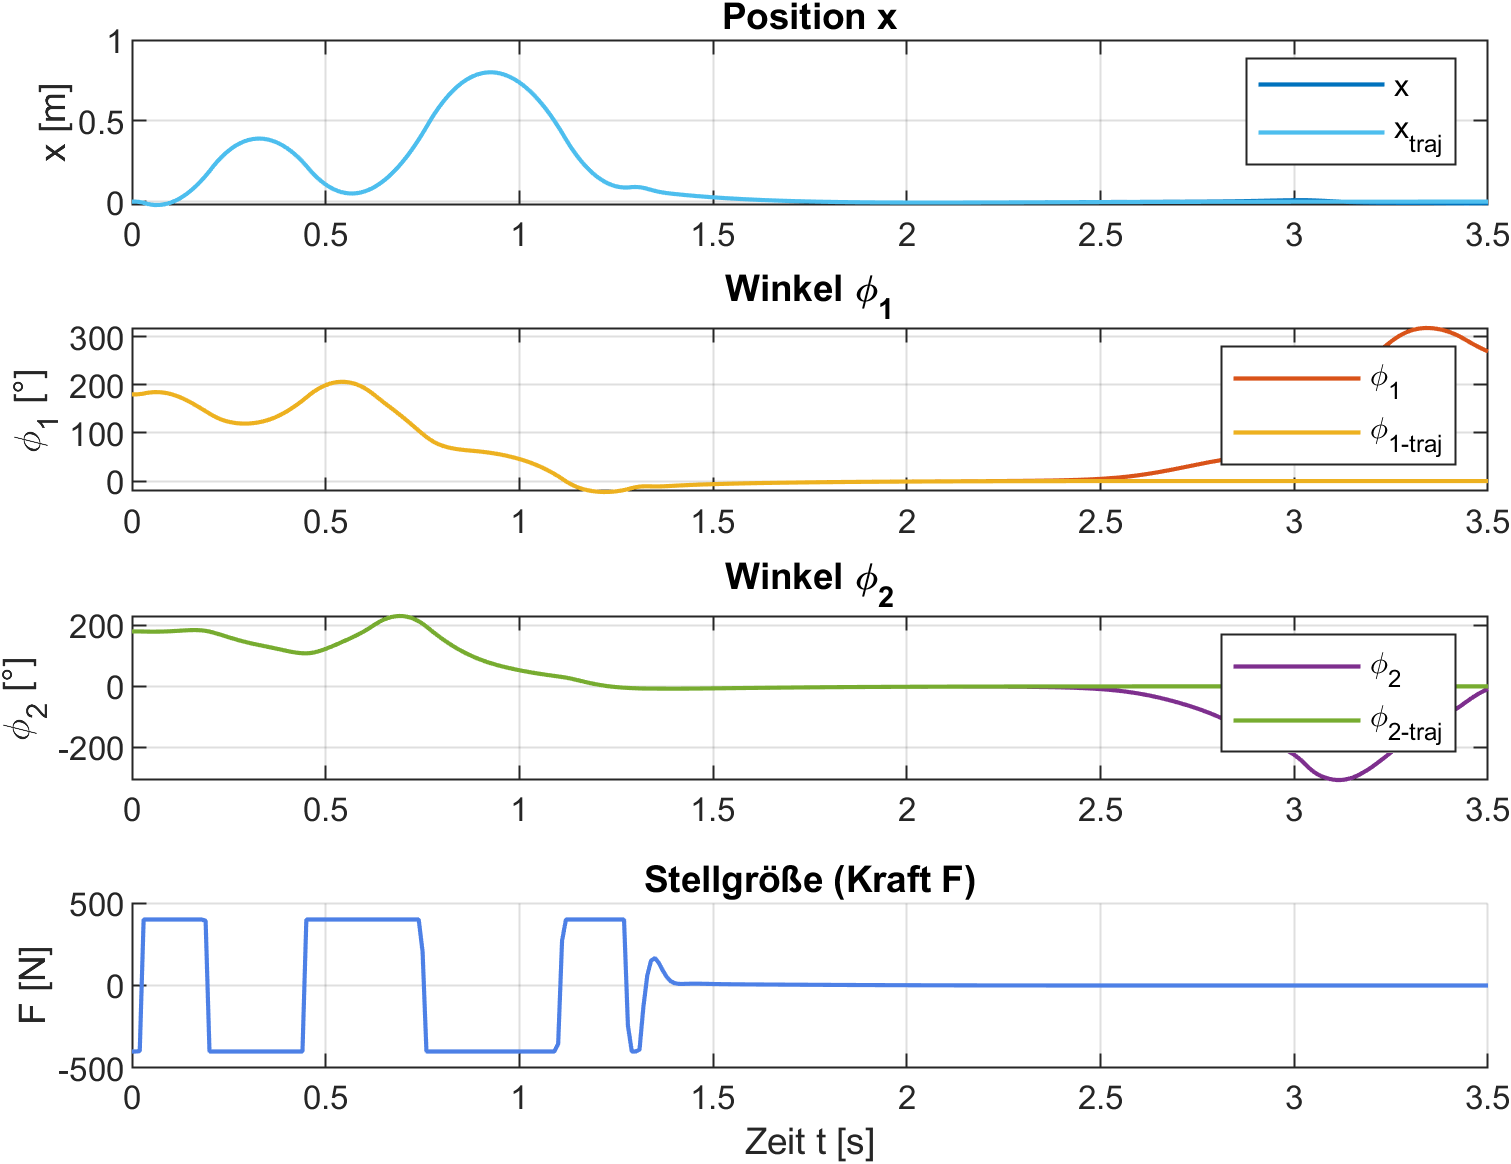 Position x
x [m]
1
0.5
0
x
x_traj
0 0.5 1 1.5 2 2.5 3 3.5
Winkel ϕ_1
ϕ_1 [°]
300
200
100
0
ϕ_1
ϕ_1-traj
0 0.5 1 1.5 2 2.5 3 3.5
Winkel ϕ_2
ϕ_2 [°]
200
0
-200
ϕ_2
ϕ_2-traj
0 0.5 1 1.5 2 2.5 3 3.5
Stellgröße (Kraft F)
F [N]
500
0
-500
0 0.5 1 1.5 2 2.5 3 3.5
Zeit t [s]